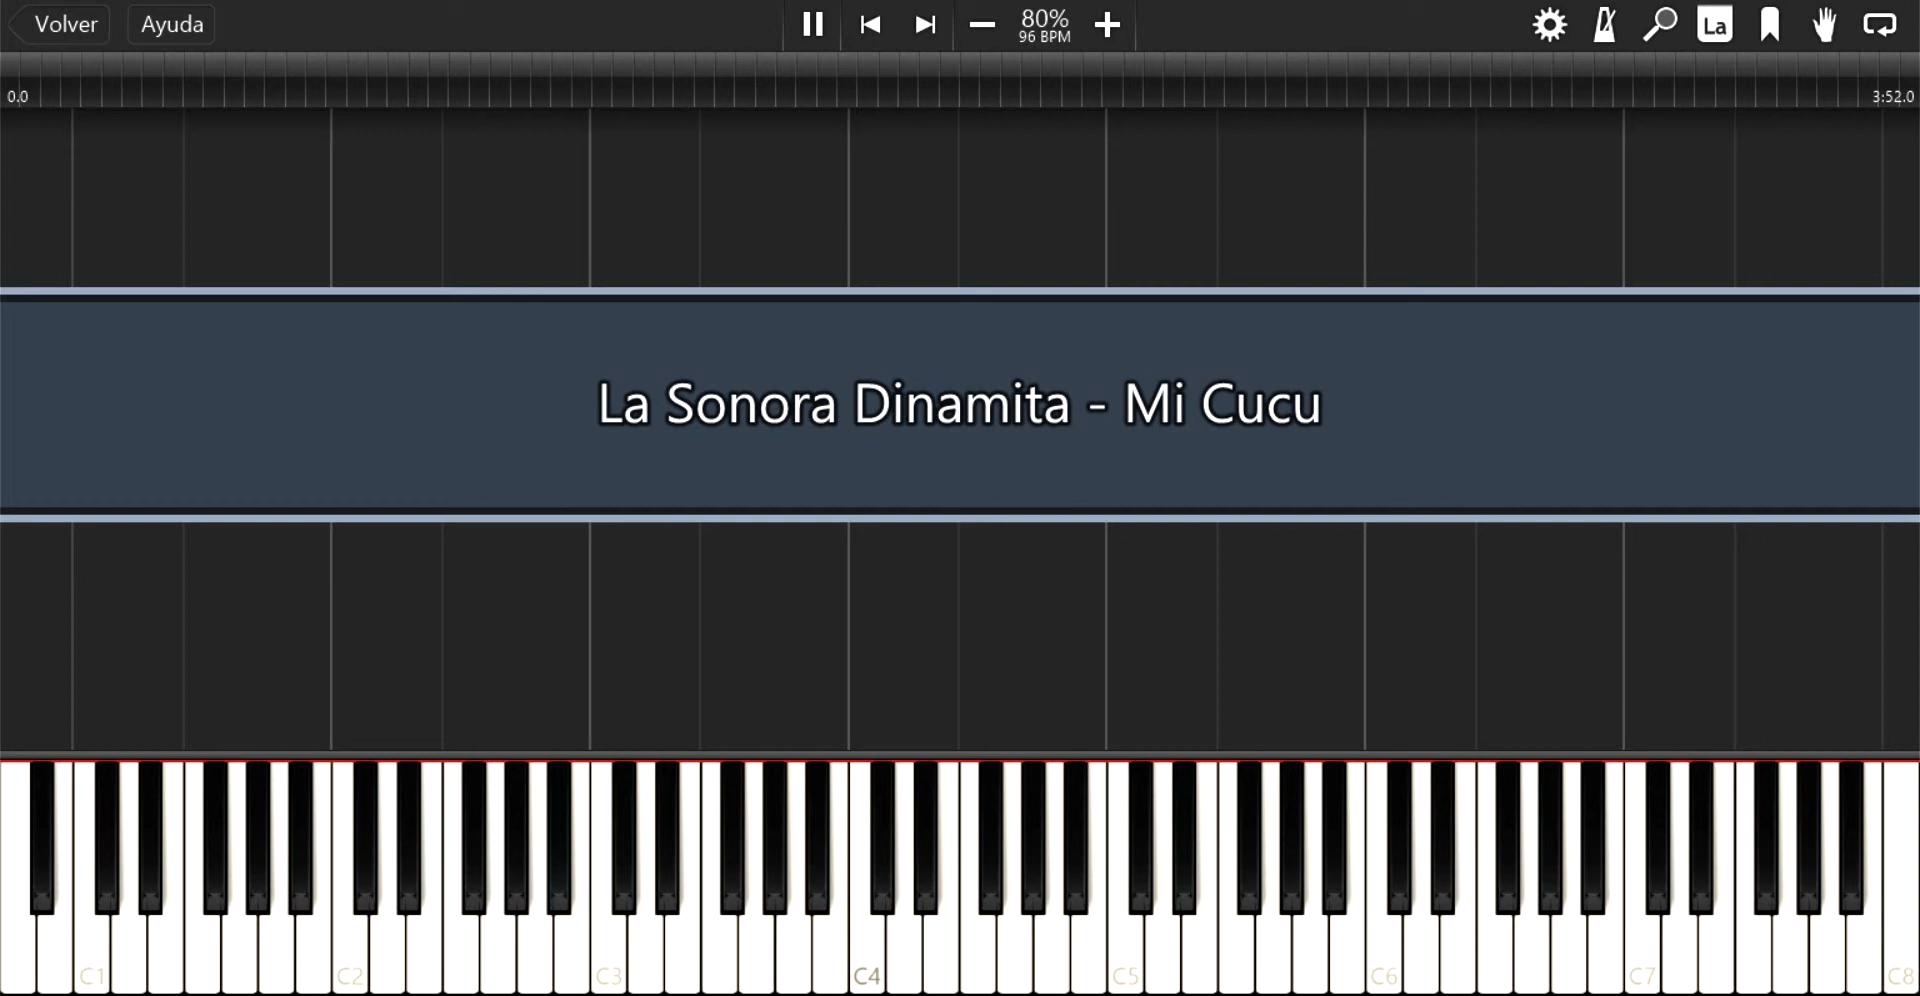 Volver
Ayuda
80%
96 BPM
La
0.0
3:52.0
La Sonora Dinamita - Mi Cucu
C1
C2
C3
C4
C5
C6
C7
C8